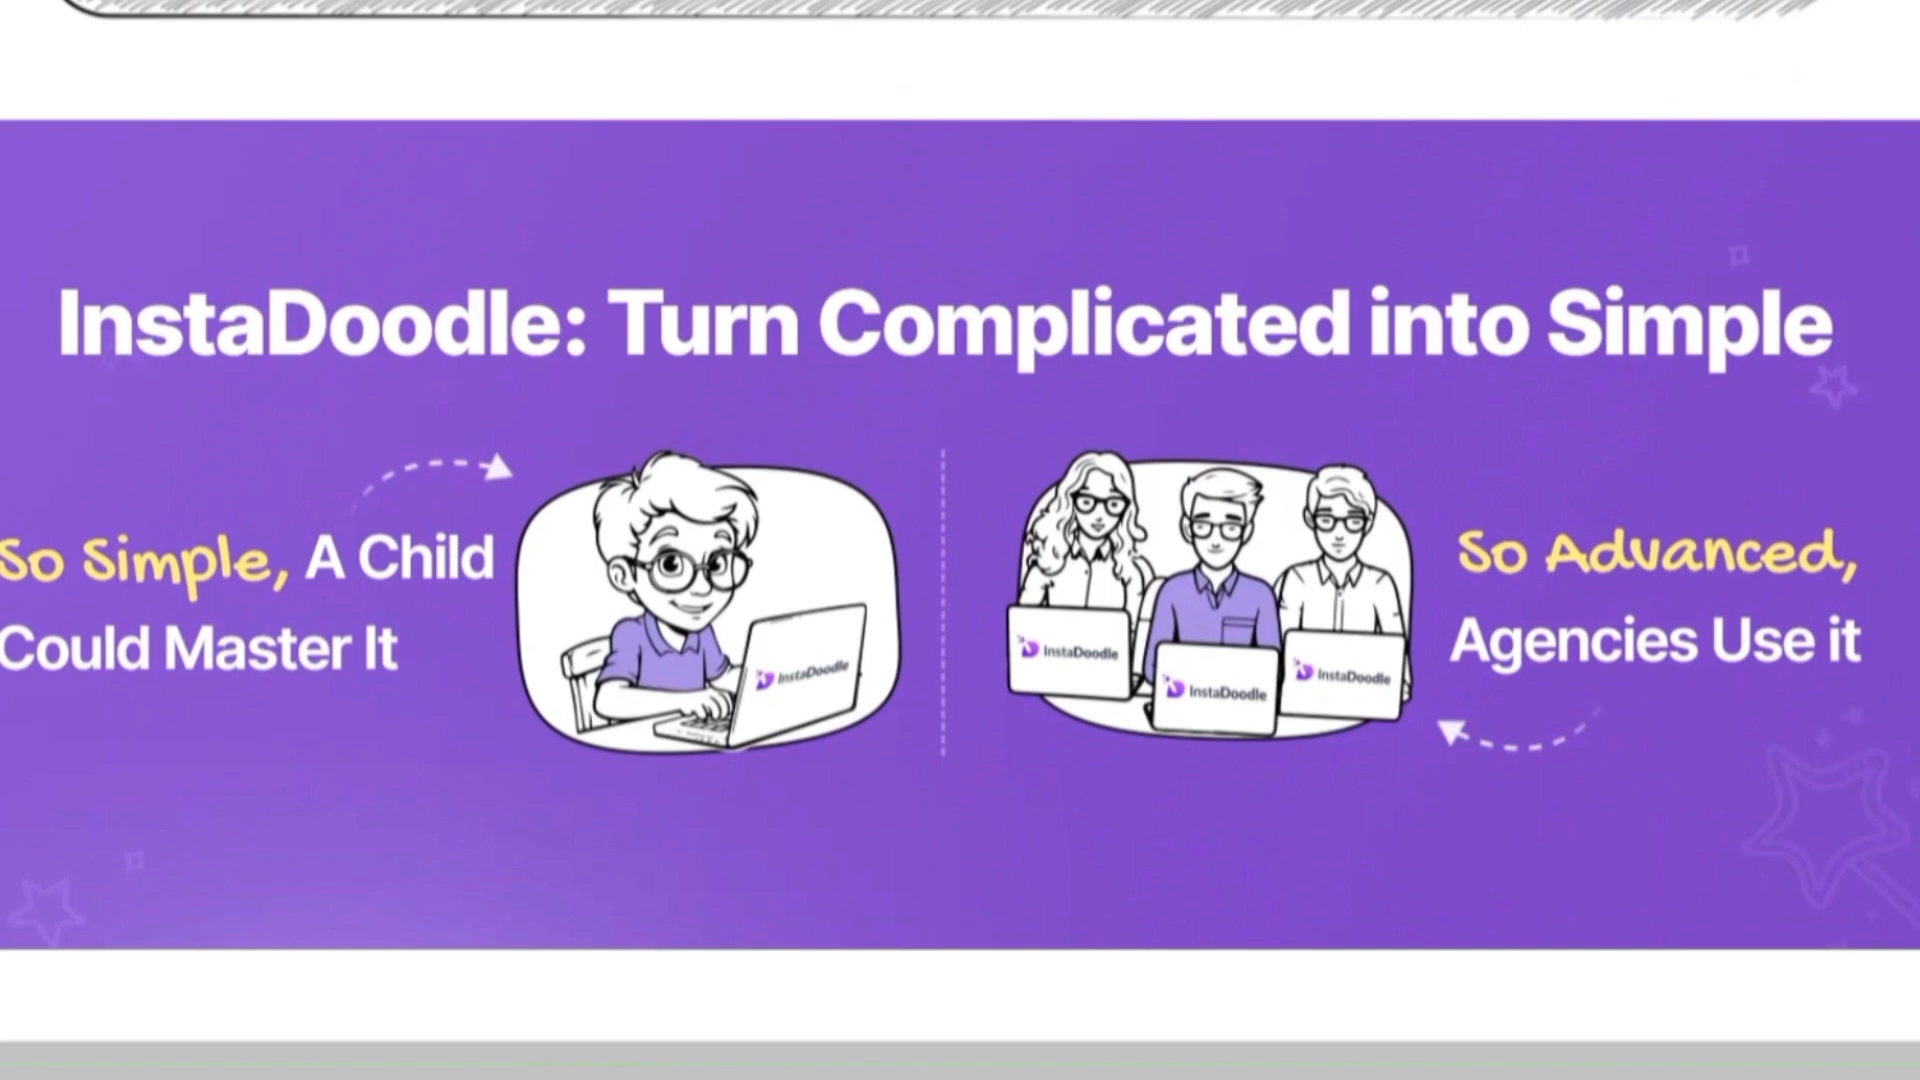 InstaDoodle: Turn Complicated into Simple
So Simple, A Child
Could Master It
InstaDoodle
InstaDoodle
InstaDoodle
InstaDoodle
So Advanced,
Agencies Use it